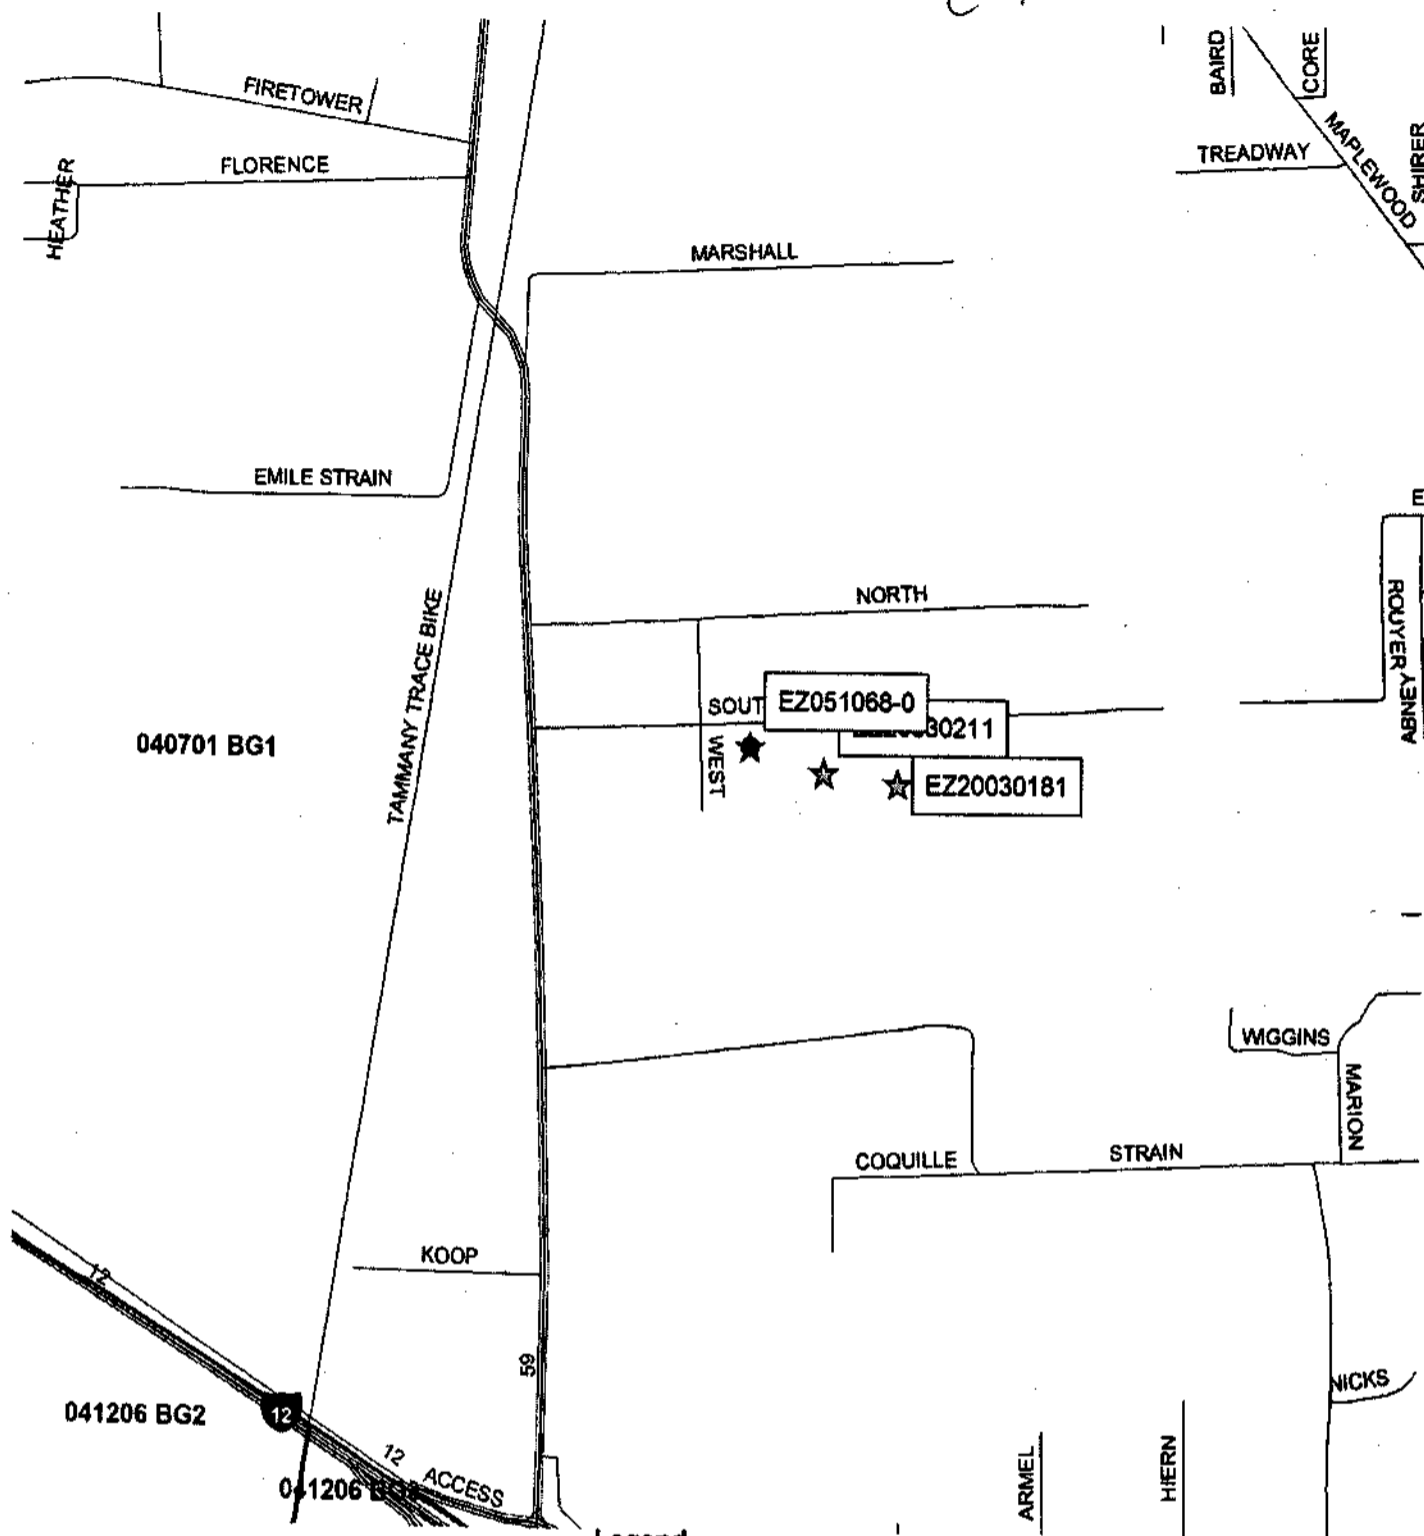 BAIRD
CORE
FIRETOWER
MAPLEWOOD
SHIRER
TREADWAY
FLORENCE
HEATHER
MARSHALL
EMILE STRAIN
E
NORTH
ROUYER
TAMMANY TRACE BIKE
ABNEY
SOUT
EZ051068-0
30211
WEST
040701 BG1
EZ20030181
WIGGINS
MARION
COQUILLE
STRAIN
KOOP
12
59
NICKS
041206 BG2
12
12
ACCESS
041206
ARMEL
HIERN
Legend